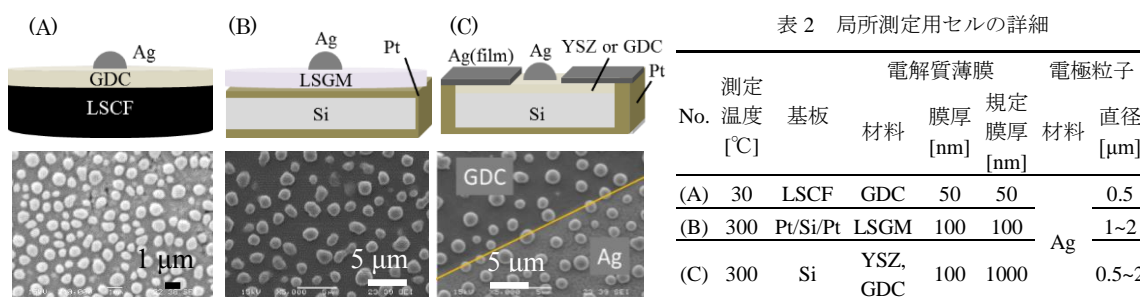 (A)
Ag
GDC
LSCF
(B)
Ag
Pt
LSGM
Si
(C)
Ag(film) Ag YSZ or GDC
Pt
Si
1 μm
5 μm
GDC
Ag
5 μm
表 2 局所測定用セルの詳細
No. 測定温度 [℃] 基板 電解質薄膜 電極粒子
材料 膜厚 [nm] 規定膜厚 [nm] 材料 直径 [μm]
(A) 30 LSCF GDC 50 50 Ag 0.5
(B) 300 Pt/Si/Pt LSGM 100 100 1~2
(C) 300 Si YSZ, GDC 100 1000 0.5~2